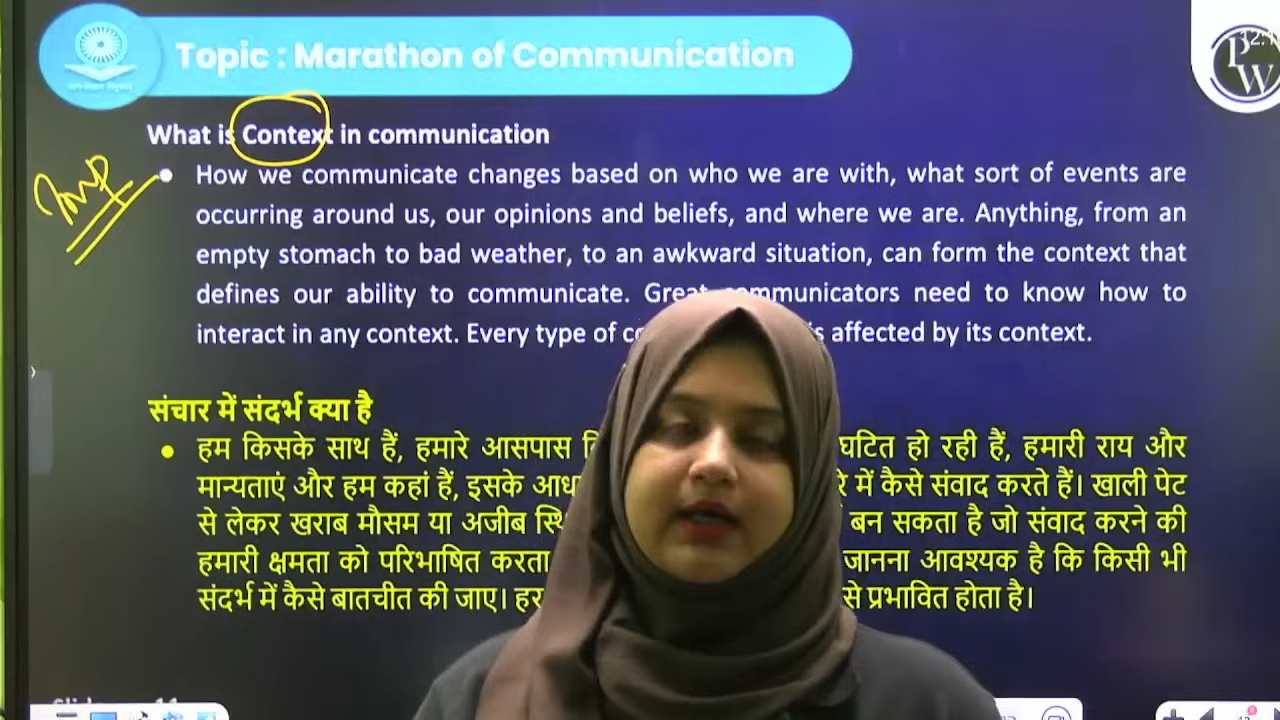 Topic : Marathon of Communication
PW
What is Context in communication
Imp
How we communicate changes based on who we are with, what sort of events are
occurring around us, our opinions and beliefs, and where we are. Anything, from an
empty stomach to bad weather, to an awkward situation, can form the context that
defines our ability to communicate. Great communicators need to know how to
interact in any context. Every type of is affected by its context.
संचार में संदर्भ क्या है
हम किसके साथ हैं, हमारे आसपास घटित हो रही हैं, हमारी राय और
मान्यताएं और हम कहां हैं, इसके में कैसे संवाद करते हैं। खाली पेट
से लेकर खराब मौसम या अजीब बन सकता है जो संवाद करने की
हमारी क्षमता को परिभाषित करता जानना आवश्यक है कि किसी भी
संदर्भ में कैसे बातचीत की जाए। हर से प्रभावित होता है।